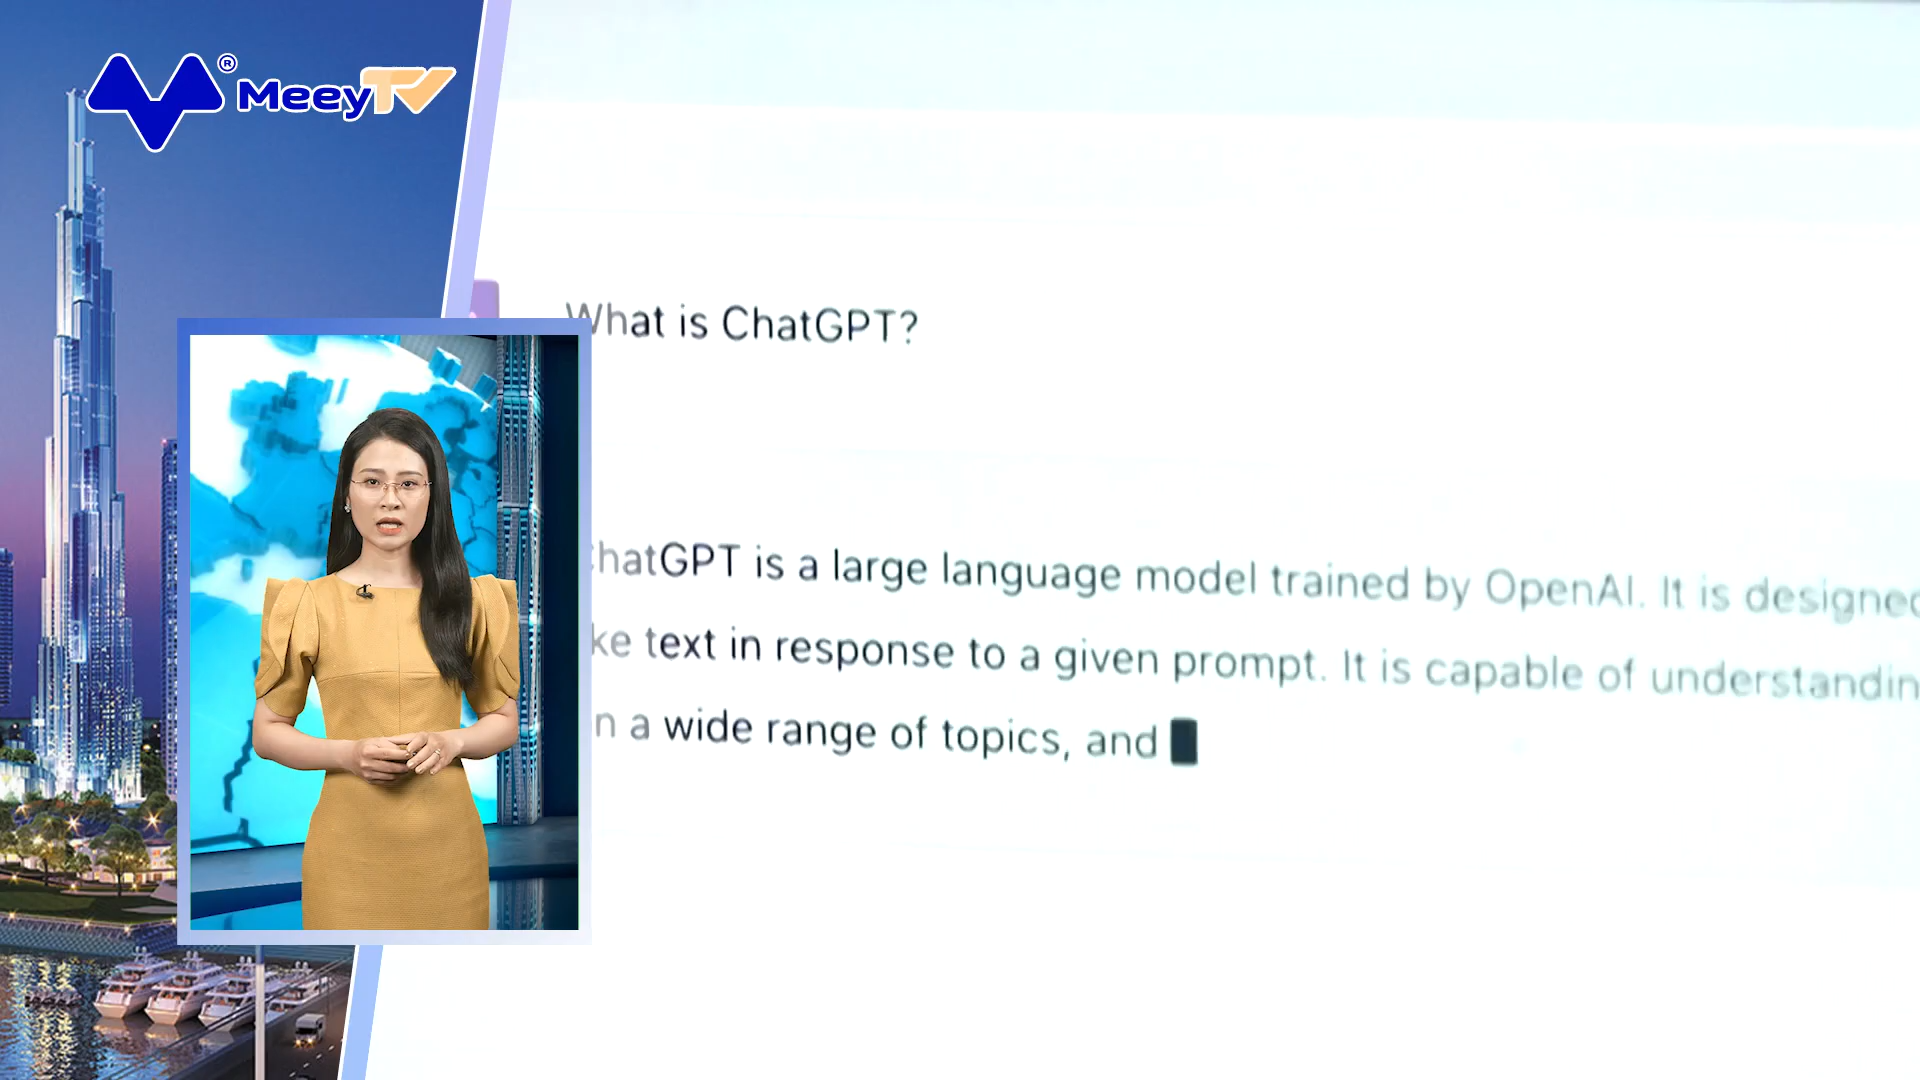 ® MeeyTV
What is ChatGPT?
hatGPT is a large language model trained by OpenAI. It is designed
ke text in response to a given prompt. It is capable of understandin
n a wide range of topics, and